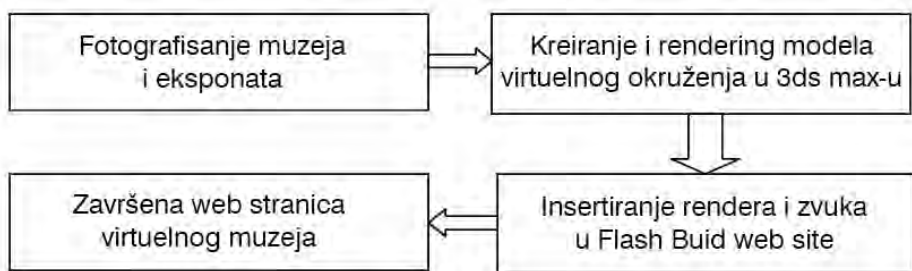 Fotografisanje muzeja
i eksponata
Kreiranje i rendering modela
virtuelnog okruženja u 3ds max-u
Insertiranje rendera i zvuka
u Flash Buid web site
Završena web stranica
virtuelnog muzeja